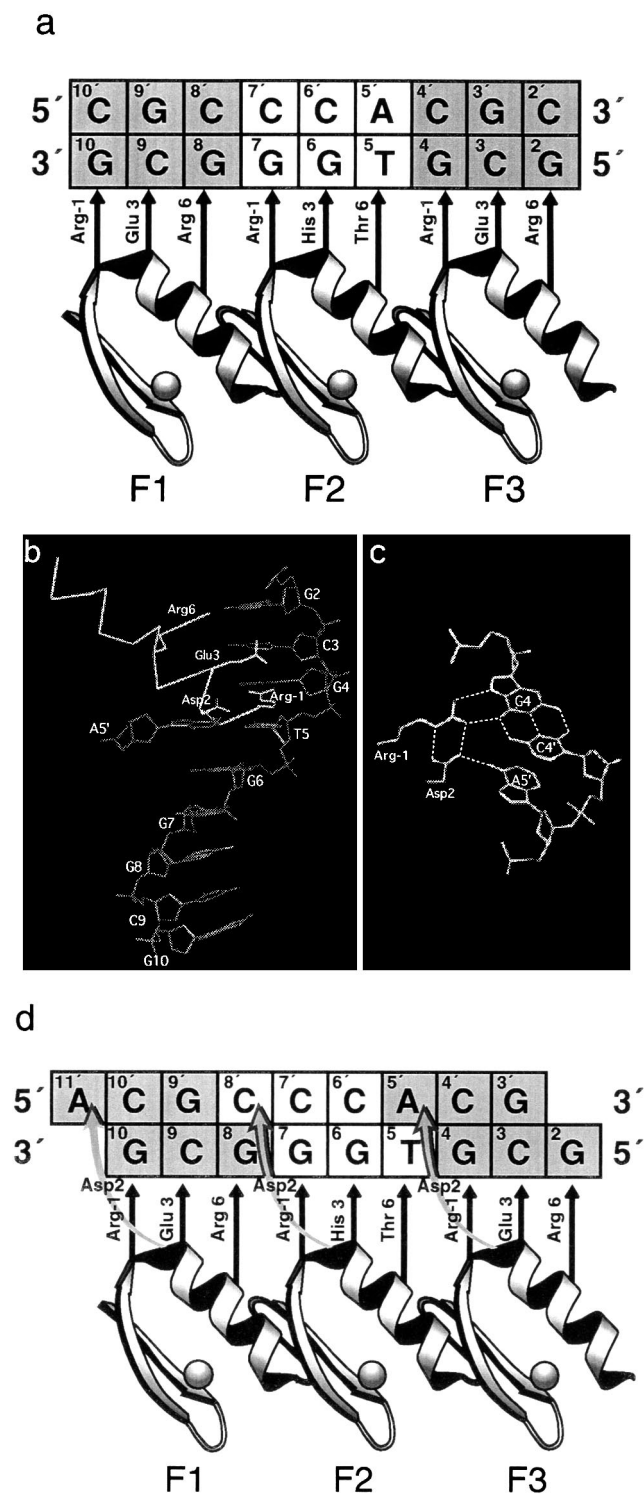 a
5´ 10´ C 9´ G 8´ C 7´ C 6´ C 5´ A 4´ C 3´ G 2´ C 3´
3´ 10 G 9 C 8 G 7 G 6 G 5 T 4 G 3 C 2 G 5´
Arg-1 Glu 3 Arg 6 Arg-1 His 3 Thr 6 Arg-1 Glu 3 Arg 6
F1 F2 F3
b
Arg6
G2
Glu3
C3
Asp2
Arg-1
G4
A5'
T5
G6
G7
G8
C9
G10
c
G4
Arg-1
C4'
Asp2
A5'
d
5´ 11´ A 10´ C 9´ G 8´ C 7´ C 6´ C 5´ A 4´ C 3´ G 3´
3´ 10 G 9 C 8 G 7 G 6 G 5 T 4 G 3 C 2 G 5´
Asp2 Asp2 Asp2
Arg-1 Glu 3 Arg 6 Arg-1 His 3 Thr 6 Arg-1 Glu 3 Arg 6
F1 F2 F3